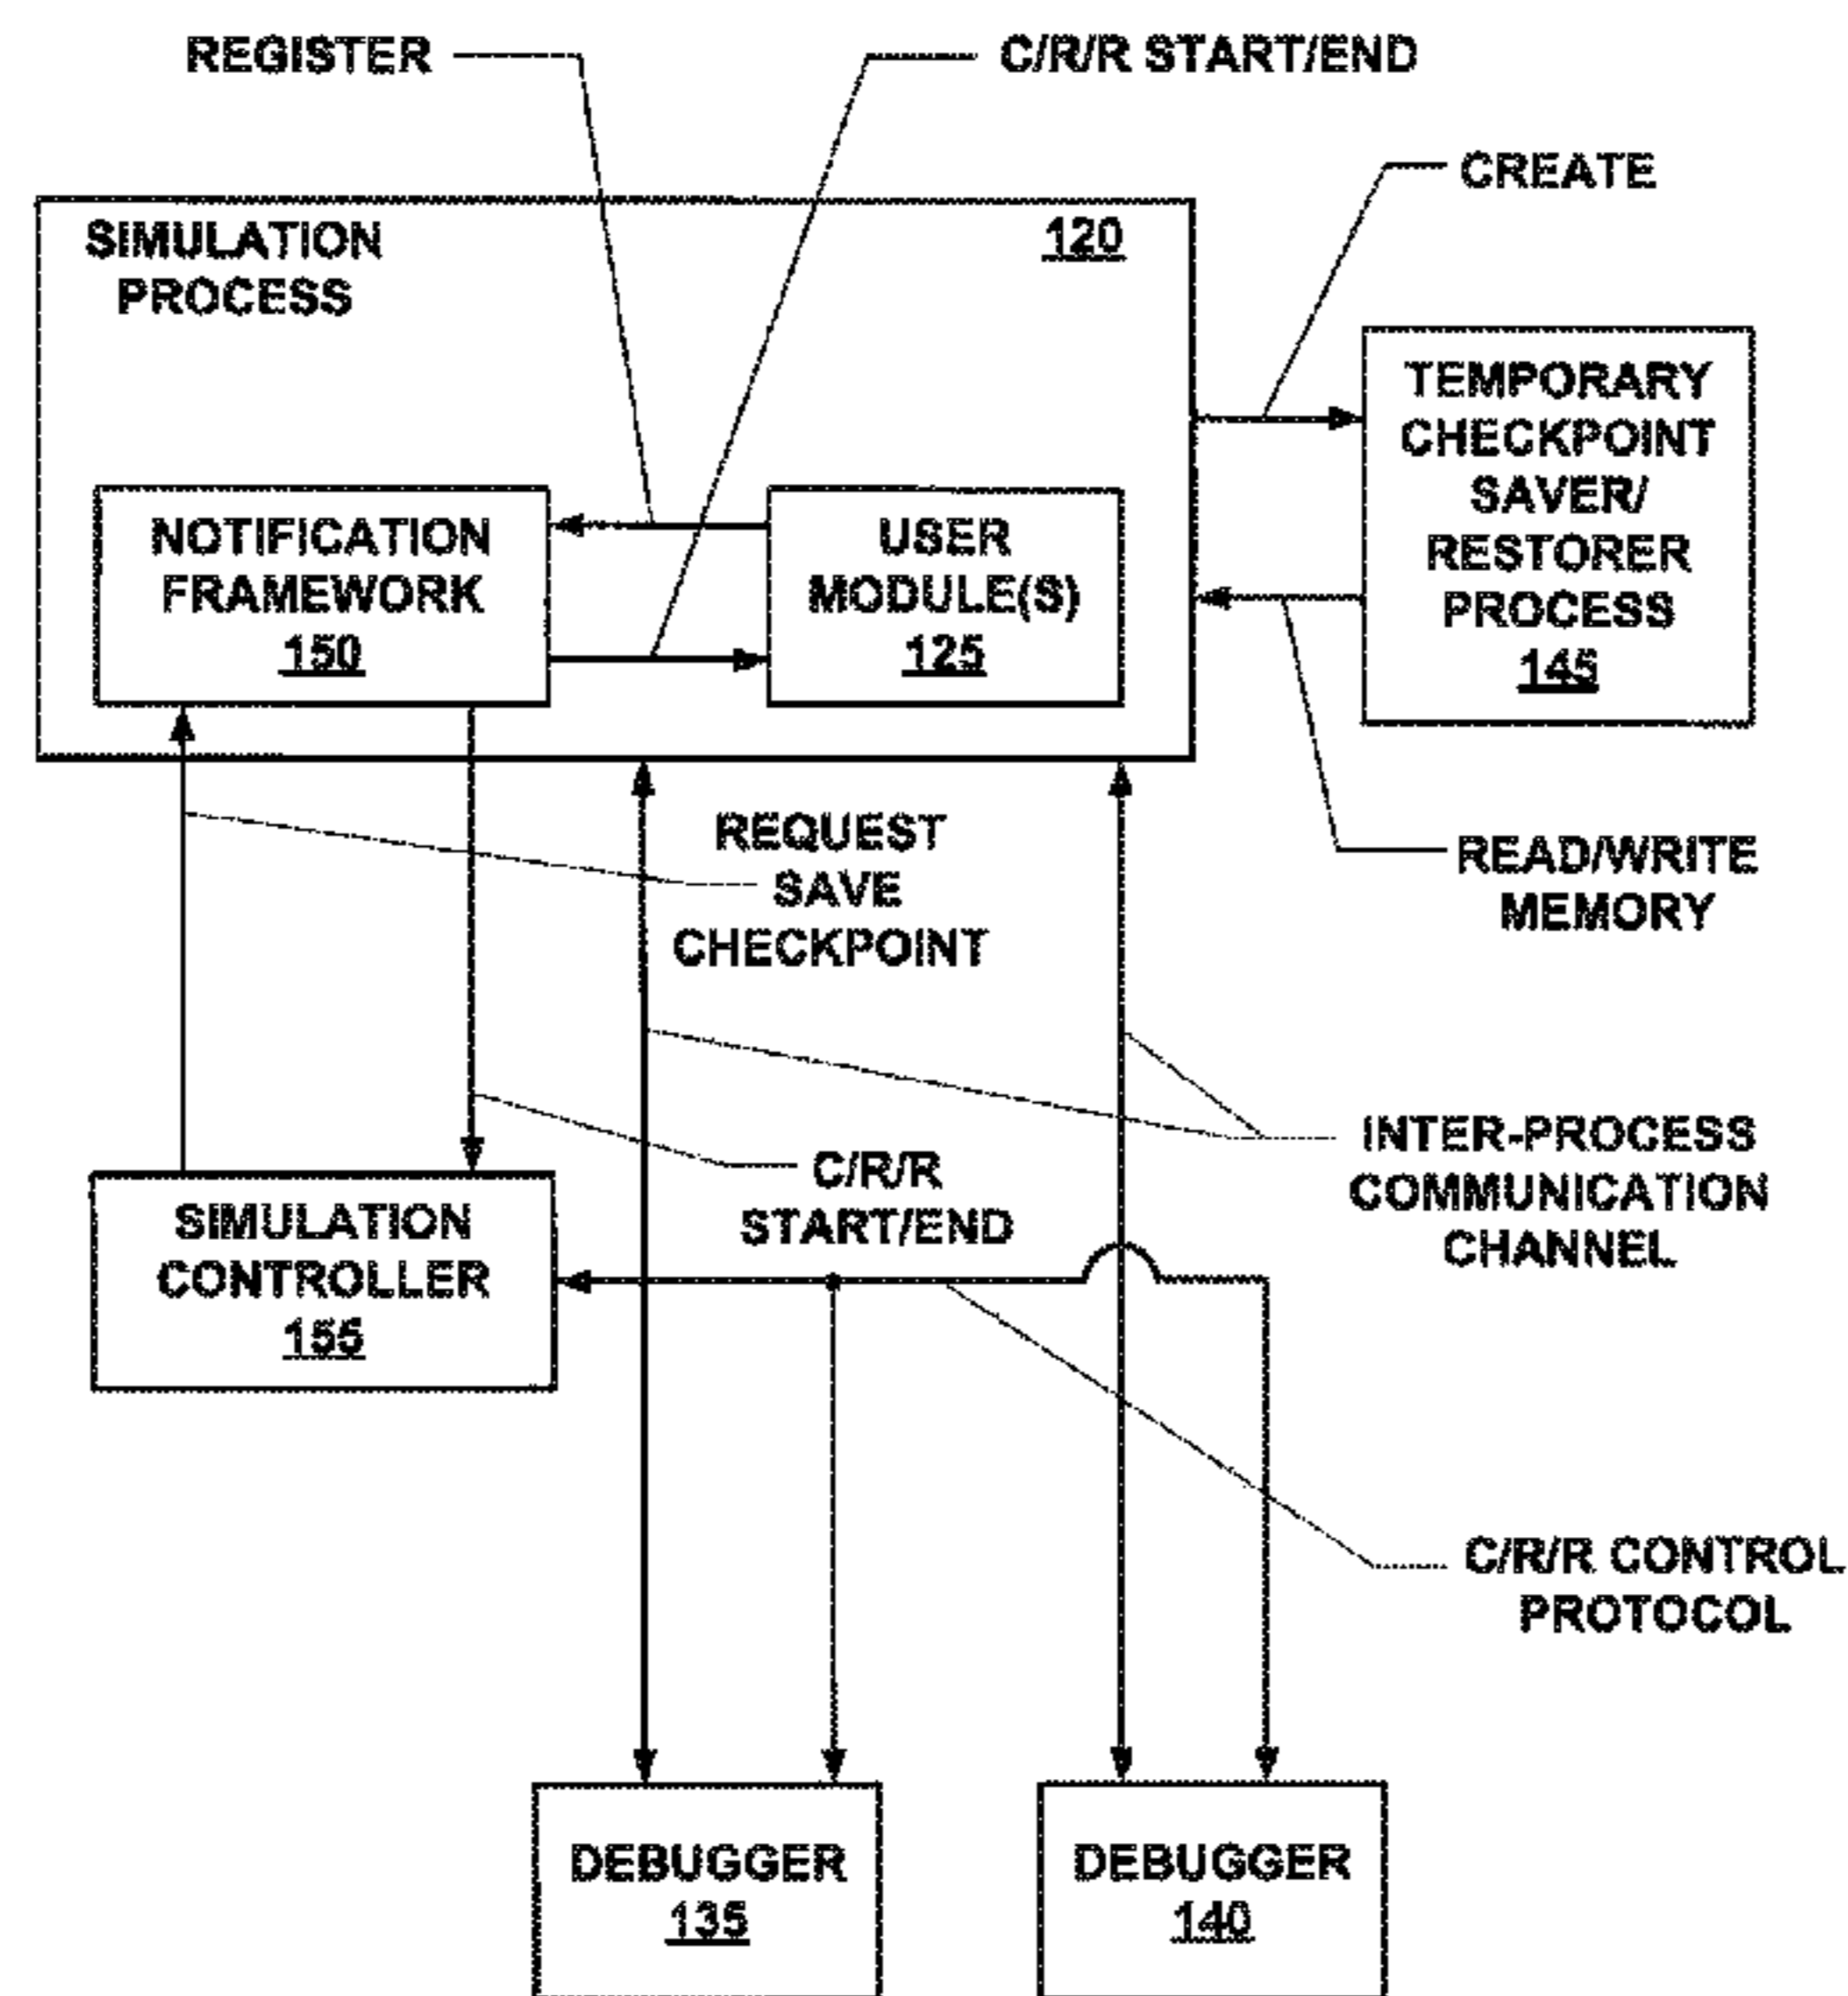 REGISTER
C/R/R START/END
CREATE
SIMULATION
PROCESS
120
TEMPORARY
CHECKPOINT
SAVER/
RESTORER
PROCESS
145
NOTIFICATION
FRAMEWORK
150
USER
MODULE(S)
125
REQUEST
SAVE
CHECKPOINT
READ/WRITE
MEMORY
INTER-PROCESS
COMMUNICATION
CHANNEL
C/R/R
START/END
SIMULATION
CONTROLLER
155
C/R/R CONTROL
PROTOCOL
DEBUGGER
135
DEBUGGER
140